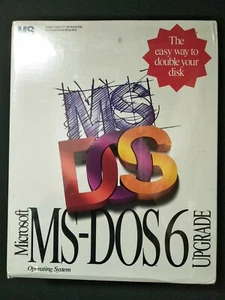 MS
The
easy way to
double your
disk
MS
DOS
Microsoft
MS-DOS 6
UPGRADE
Operating System